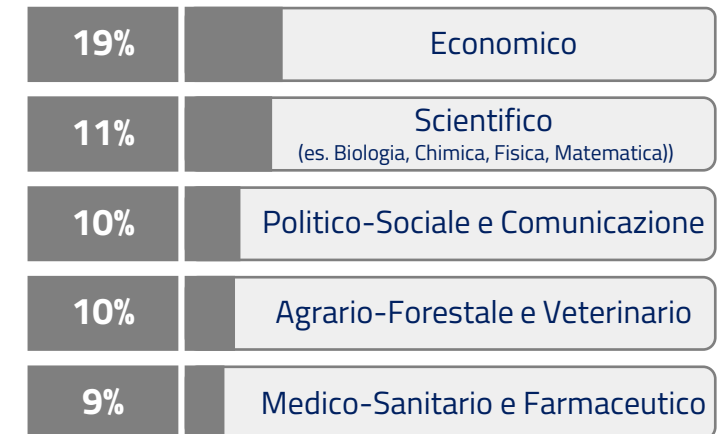 19% Economico
11% Scientifico
(es. Biologia, Chimica, Fisica, Matematica))
10% Politico-Sociale e Comunicazione
10% Agrario-Forestale e Veterinario
9% Medico-Sanitario e Farmaceutico